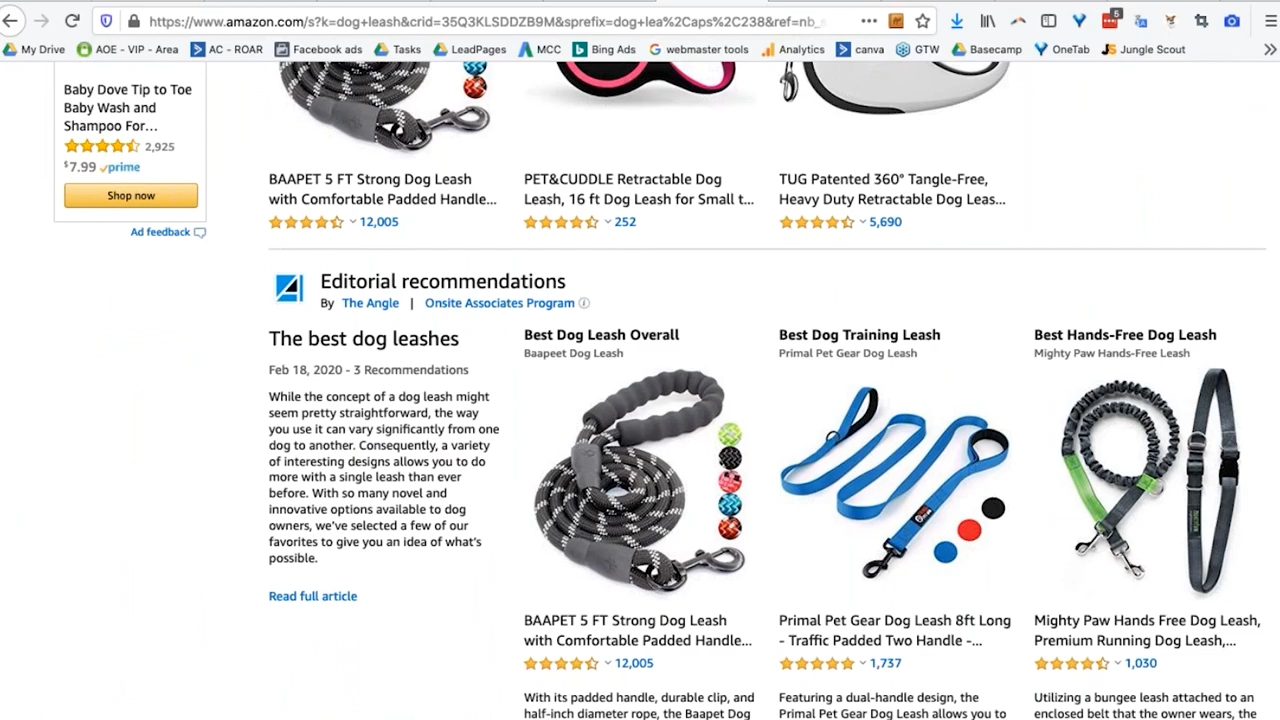 https://www.amazon.com/s?k=dog+leash&crid=35Q3KLSDDZB9M&sprefix=dog+lea%2Caps%2C238&ref=nb_s
5
My Drive
AOE - VIP - Area
AC - ROAR
Facebook ads
Tasks
LeadPages
MCC
Bing Ads
webmaster tools
Analytics
canva
GTW
Basecamp
OneTab
Jungle Scout
Baby Dove Tip to Toe
Baby Wash and
Shampoo For…
2,925
$7.99 prime
Shop now
Ad feedback
BAAPET 5 FT Strong Dog Leash
with Comfortable Padded Handle...
12,005
PET&CUDDLE Retractable Dog
Leash, 16 ft Dog Leash for Small t...
252
TUG Patented 360° Tangle-Free,
Heavy Duty Retractable Dog Leas...
5,690
Editorial recommendations
By The Angle | Onsite Associates Program
The best dog leashes
Feb 18, 2020 - 3 Recommendations
While the concept of a dog leash might
seem pretty straightforward, the way
you use it can vary significantly from one
dog to another. Consequently, a variety
of interesting designs allows you to do
more with a single leash than ever
before. With so many novel and
innovative options available to dog
owners, we've selected a few of our
favorites to give you an idea of what's
possible.
Read full article
Best Dog Leash Overall
Baapeet Dog Leash
BAAPET 5 FT Strong Dog Leash
with Comfortable Padded Handle...
12,005
With its padded handle, durable clip, and
half-inch diameter rope, the Baapet Dog
Best Dog Training Leash
Primal Pet Gear Dog Leash
Primal Pet Gear Dog Leash 8ft Long
- Traffic Padded Two Handle -...
1,737
Featuring a dual-handle design, the
Primal Pet Gear Dog Leash allows you to
Best Hands-Free Dog Leash
Mighty Paw Hands-Free Leash
Mighty Paw Hands Free Dog Leash,
Premium Running Dog Leash,...
1,030
Utilizing a bungee leash attached to an
enclosed belt that the owner wears, the